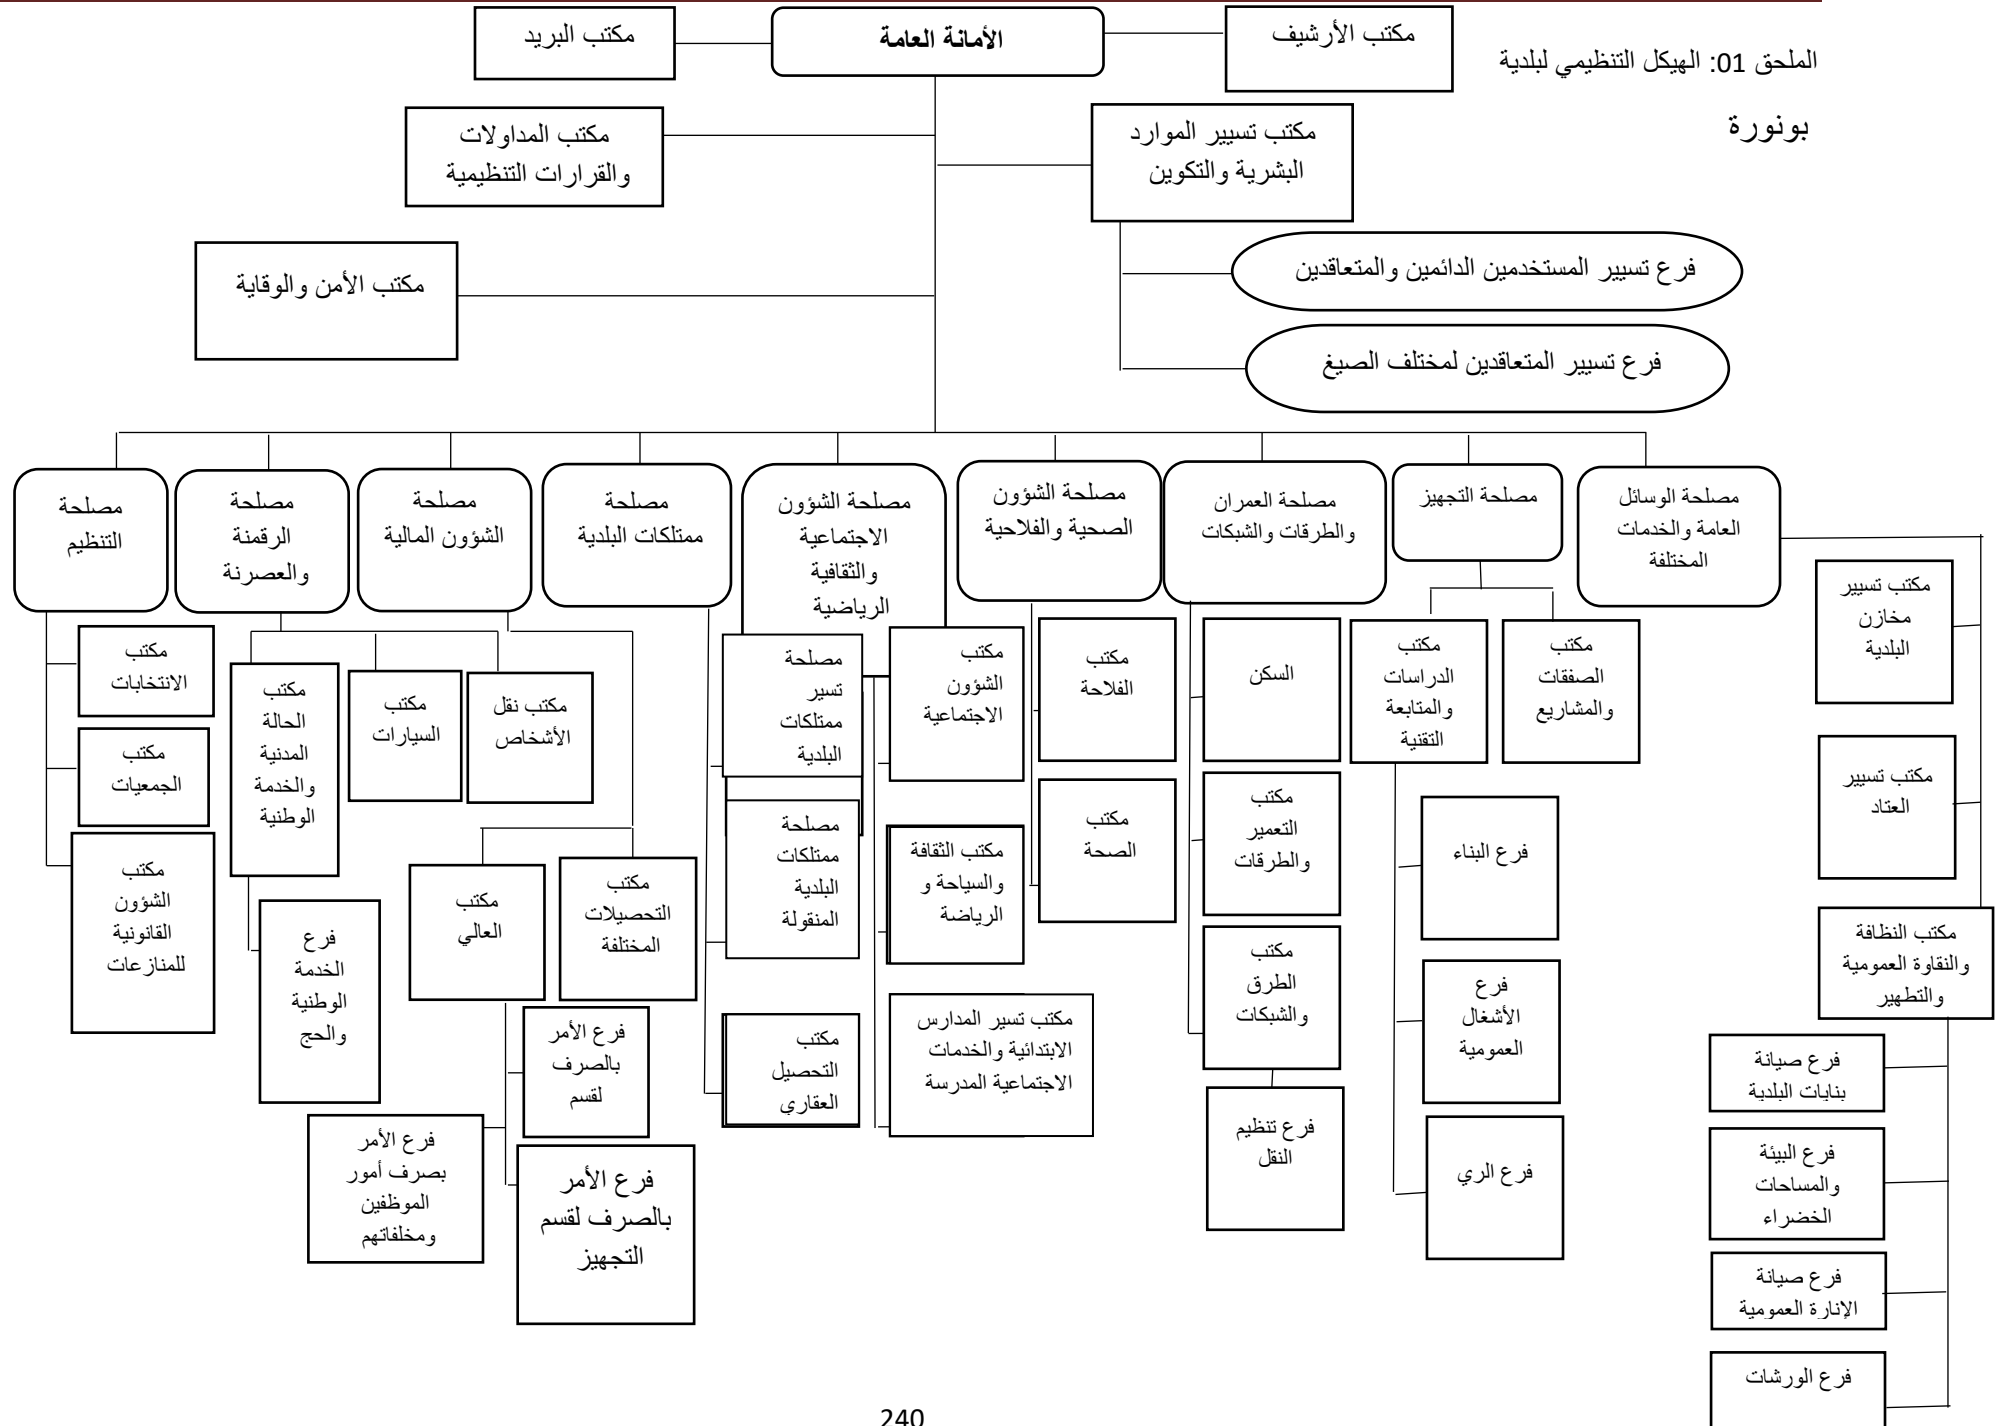 الملحق 01: الهيكل التنظيمي لبلدية
بونورة
مكتب الأرشيف
الأمانة العامة
مكتب البريد
مكتب تسيير الموارد
البشرية والتكوين
مكتب المداولات
والقرارات التنظيمية
فرع تسيير المستخدمين الدائمين والمتعاقدين
مكتب الأمن والوقاية
فرع تسيير المتعاقدين لمختلف الصيغ
مصلحة الوسائل
العامة والخدمات
المختلفة
مصلحة التجهيز
مصلحة العمران
والطرقات والشبكات
مصلحة الشؤون
الصحية والفلاحية
مصلحة الشؤون
الاجتماعية
والثقافية
الرياضية
مصلحة
ممتلكات البلدية
مصلحة
الشؤون المالية
مصلحة
الرقمنة
والعصرنة
مصلحة
التنظيم
مكتب تسيير
مخازن
البلدية
مكتب تسيير
العتاد
مكتب النظافة
والنقاوة العمومية
والتطهير
فرع صيانة
بنايات البلدية
فرع البيئة
والمساحات
الخضراء
فرع صيانة
الإنارة العمومية
فرع الورشات
مكتب
الصفقات
والمشاريع
مكتب
الدراسات
والمتابعة
التقنية
فرع البناء
فرع
الأشغال
العمومية
فرع الري
السكن
مكتب
التعمير
والطرقات
مكتب
الطرق
والشبكات
فرع تنظيم
النقل
مكتب
الفلاحة
مكتب
الصحة
مكتب
الشؤون
الاجتماعية
مكتب الثقافة
والسياحة و
الرياضة
مكتب تسير المدارس
الابتدائية والخدمات
الاجتماعية المدرسة
مصلحة
تسير
ممتلكات
البلدية
مصلحة
ممتلكات
البلدية
المنقولة
مكتب
التحصيل
العقاري
مكتب
التحصيلات
المختلفة
مكتب
العالي
فرع الأمر
بالصرف
لقسم
فرع الأمر
بالصرف لقسم
التجهيز
فرع الأمر
بصرف أمور
الموظفين
ومخلفاتهم
مكتب نقل
الأشخاص
مكتب
السيارات
مكتب
الحالة
المدنية
والخدمة
الوطنية
فرع
الخدمة
الوطنية
والحج
مكتب
الانتخابات
مكتب
الجمعيات
مكتب
الشؤون
القانونية
للمنازعات
240